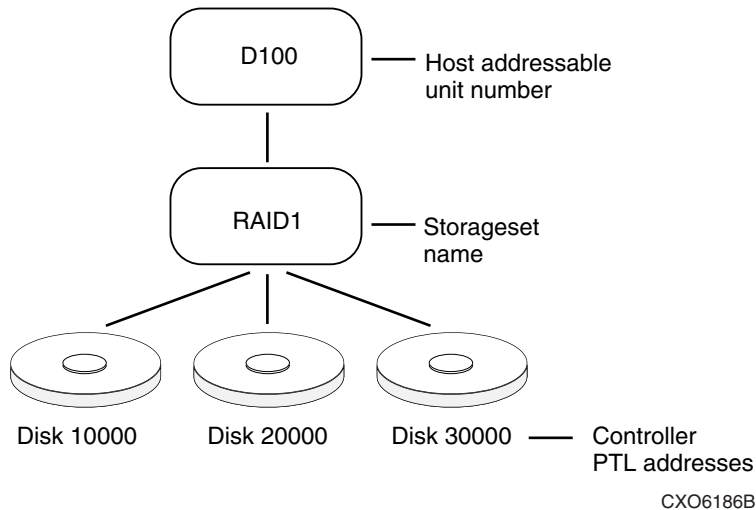 D100
Host addressable
unit number
RAID1
Storageset
name
Disk 10000
Disk 20000
Disk 30000
Controller
PTL addresses
CXO6186B